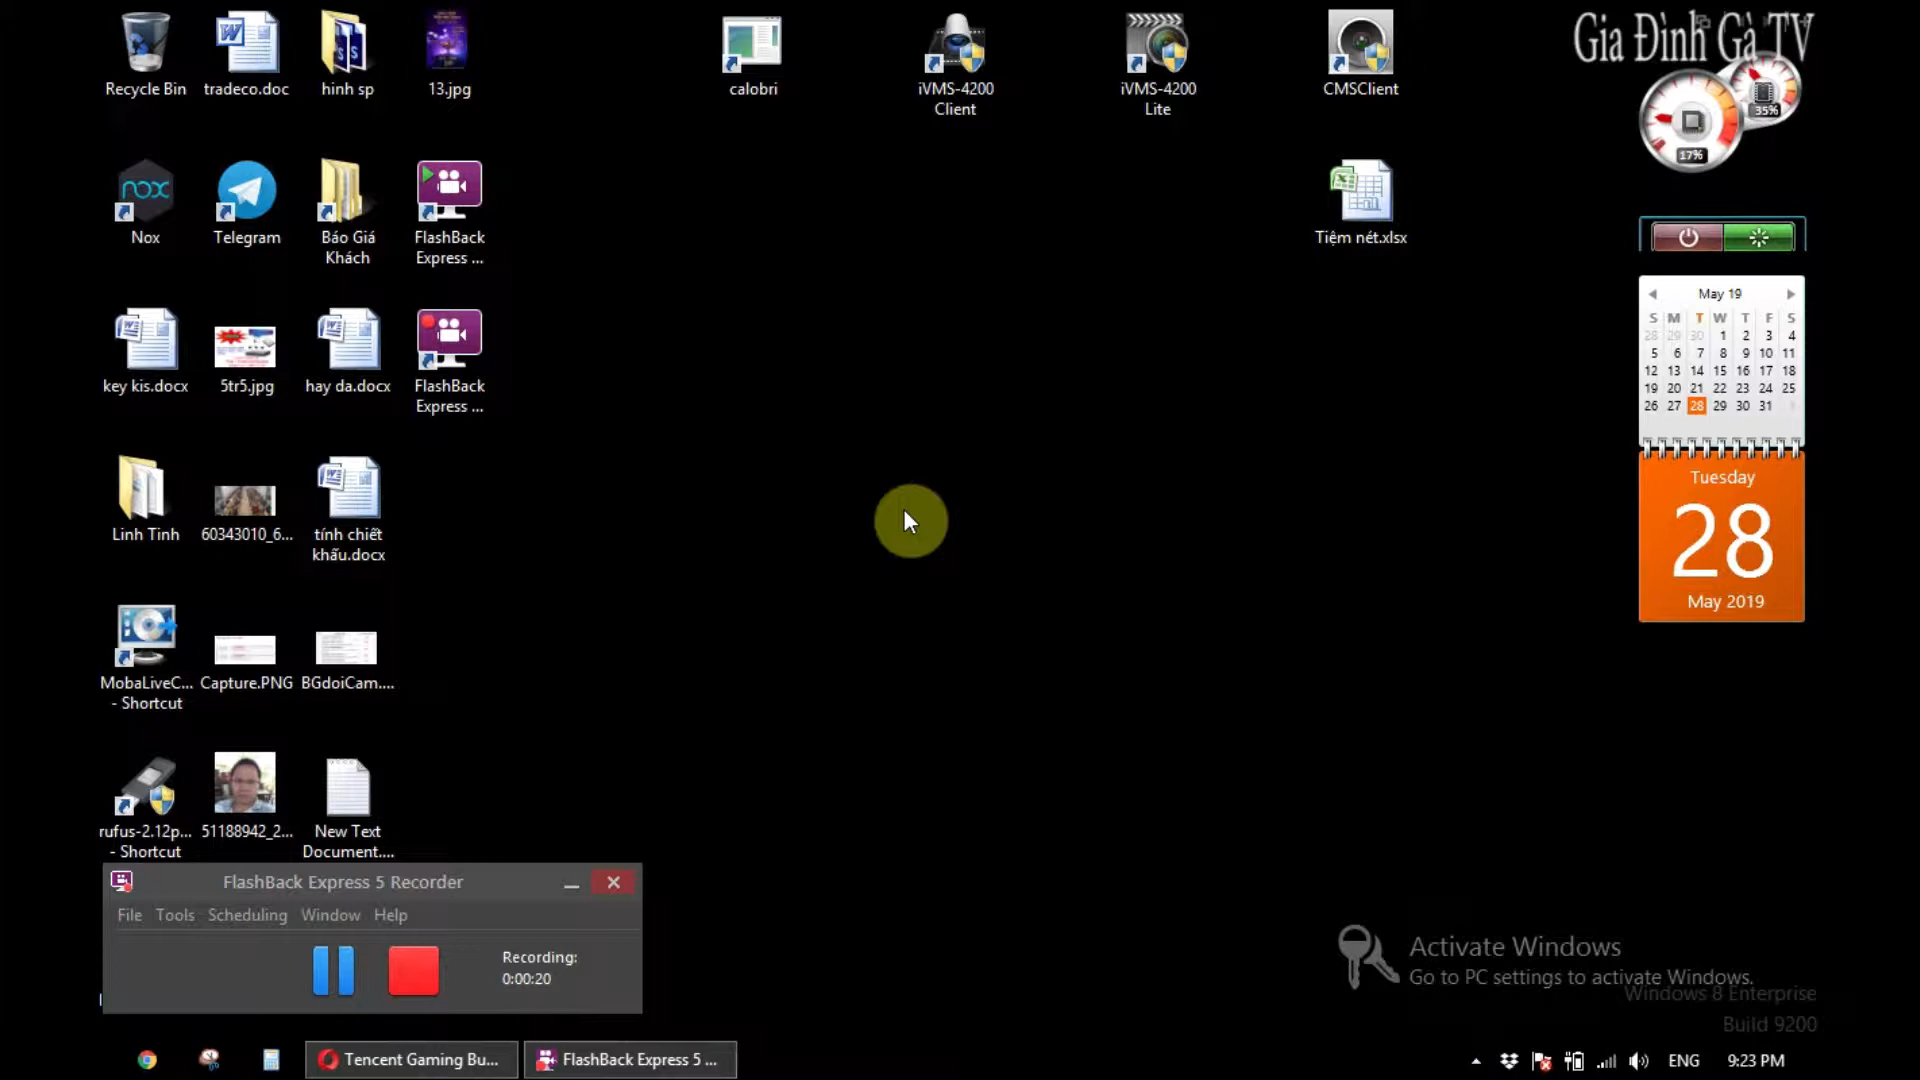 Gia Đình Gà TV
Recycle Bin
tradeco.doc
hinh sp
13.jpg
calobri
iVMS-4200
Client
iVMS-4200
Lite
CMSClient
35%
17%
nox
Nox
Telegram
Báo Giá
Khách
FlashBack
Express ...
Tiệm nét.xlsx
key kis.docx
5tr5.jpg
hay da.docx
FlashBack
Express ...
May 19
S M T W T F S
28 29 30 1 2 3 4
5 6 7 8 9 10 11
12 13 14 15 16 17 18
19 20 21 22 23 24 25
26 27 28 29 30 31 1
Tuesday
28
May 2019
Linh Tinh
60343010_6...
tính chiết
khấu.docx
MobaLiveC...
- Shortcut
Capture.PNG
BGdoiCam....
rufus-2.12p...
- Shortcut
51188942_2...
New Text
Document....
FlashBack Express 5 Recorder
File Tools Scheduling Window Help
Recording:
0:00:20
Activate Windows
Go to PC settings to activate Windows.
Windows 8 Enterprise
Build 9200
Tencent Gaming Bu...
FlashBack Express 5 ...
ENG
9:23 PM